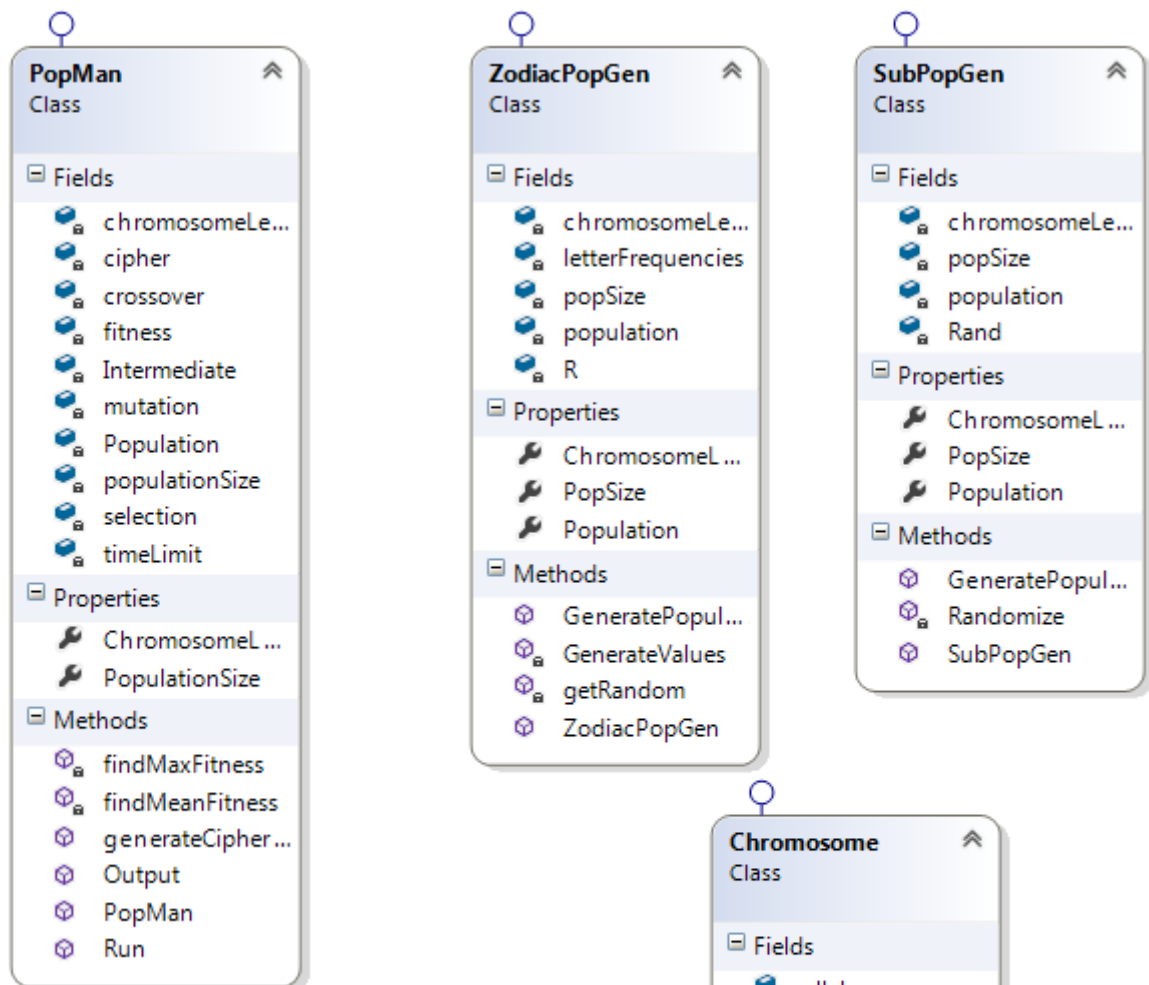 PopMan
Class
Fields
chromosomeLe...
cipher
crossover
fitness
Intermediate
mutation
Population
populationSize
selection
timeLimit
Properties
ChromosomeL...
PopulationSize
Methods
findMaxFitness
findMeanFitness
generateCipher...
Output
PopMan
Run
ZodiacPopGen
Class
Fields
chromosomeLe...
letterFrequencies
popSize
population
R
Properties
ChromosomeL...
PopSize
Population
Methods
GeneratePopul...
GenerateValues
getRandom
ZodiacPopGen
SubPopGen
Class
Fields
chromosomeLe...
popSize
population
Rand
Properties
ChromosomeL...
PopSize
Population
Methods
GeneratePopul...
Randomize
SubPopGen
Chromosome
Class
Fields